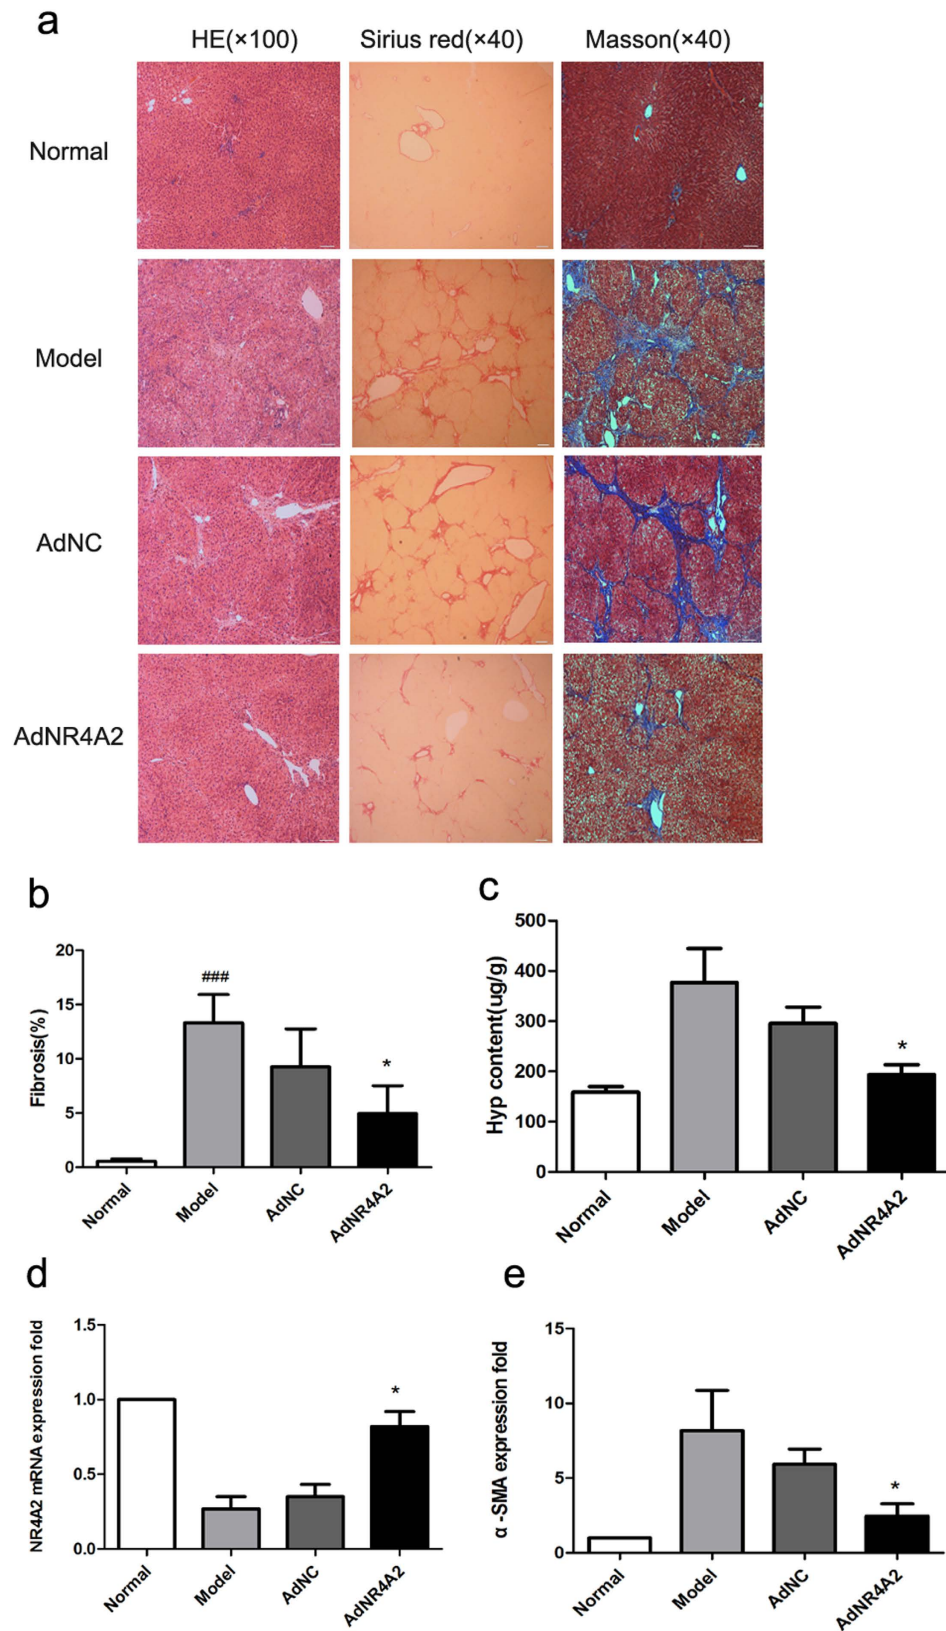 a
HE(×100) Sirius red(×40) Masson(×40)
Normal
Model
AdNC
AdNR4A2
b
Fibrosis(%)
20
15
10
5
0
###
*
Normal Model AdNC AdNR4A2
c
Hyp content(ug/g)
500
400
300
200
100
0
*
Normal Model AdNC AdNR4A2
d
NR4A2 mRNA expression fold
1.5
1.0
0.5
0.0
*
Normal Model AdNC AdNR4A2
e
α -SMA expression fold
15
10
5
0
*
Normal Model AdNC AdNR4A2